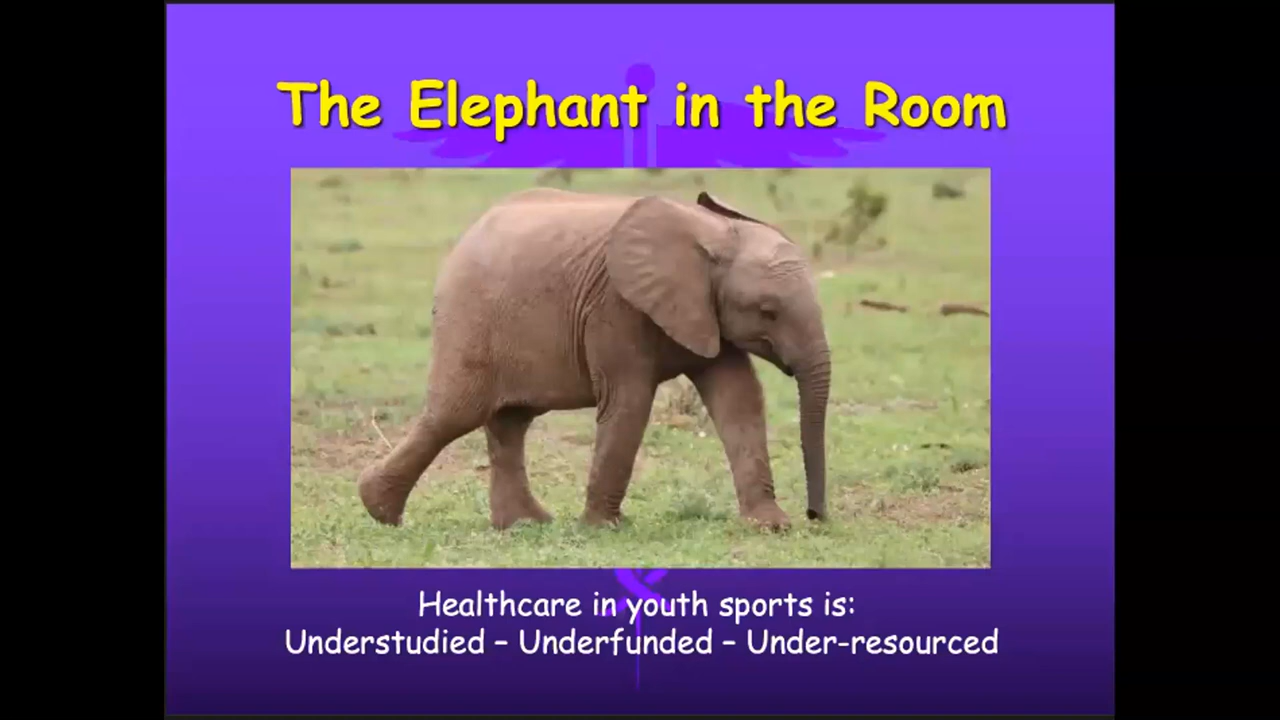 The Elephant in the Room
Healthcare in youth sports is:
Understudied – Underfunded – Under-resourced